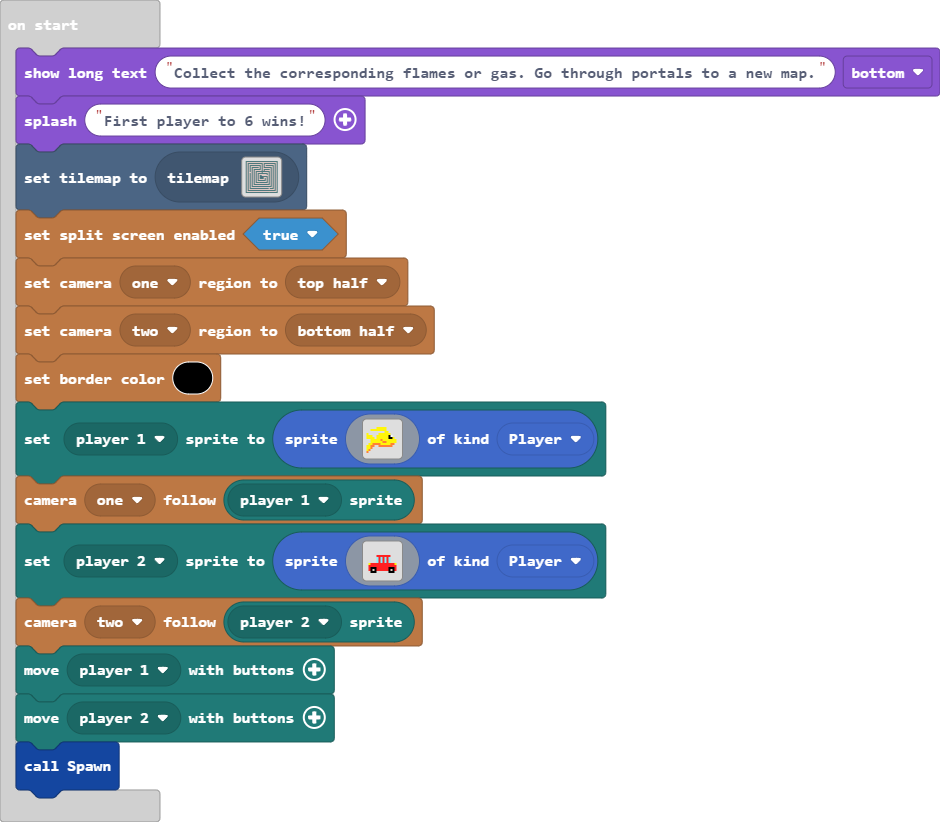 on start
show long text "Collect the corresponding flames or gas. Go through portals to a new map." bottom
splash "First player to 6 wins!"
set tilemap to tilemap
set split screen enabled true
set camera one region to top half
set camera two region to bottom half
set border color
set player 1 sprite to sprite of kind Player
camera one follow player 1 sprite
set player 2 sprite to sprite of kind Player
camera two follow player 2 sprite
move player 1 with buttons
move player 2 with buttons
call Spawn